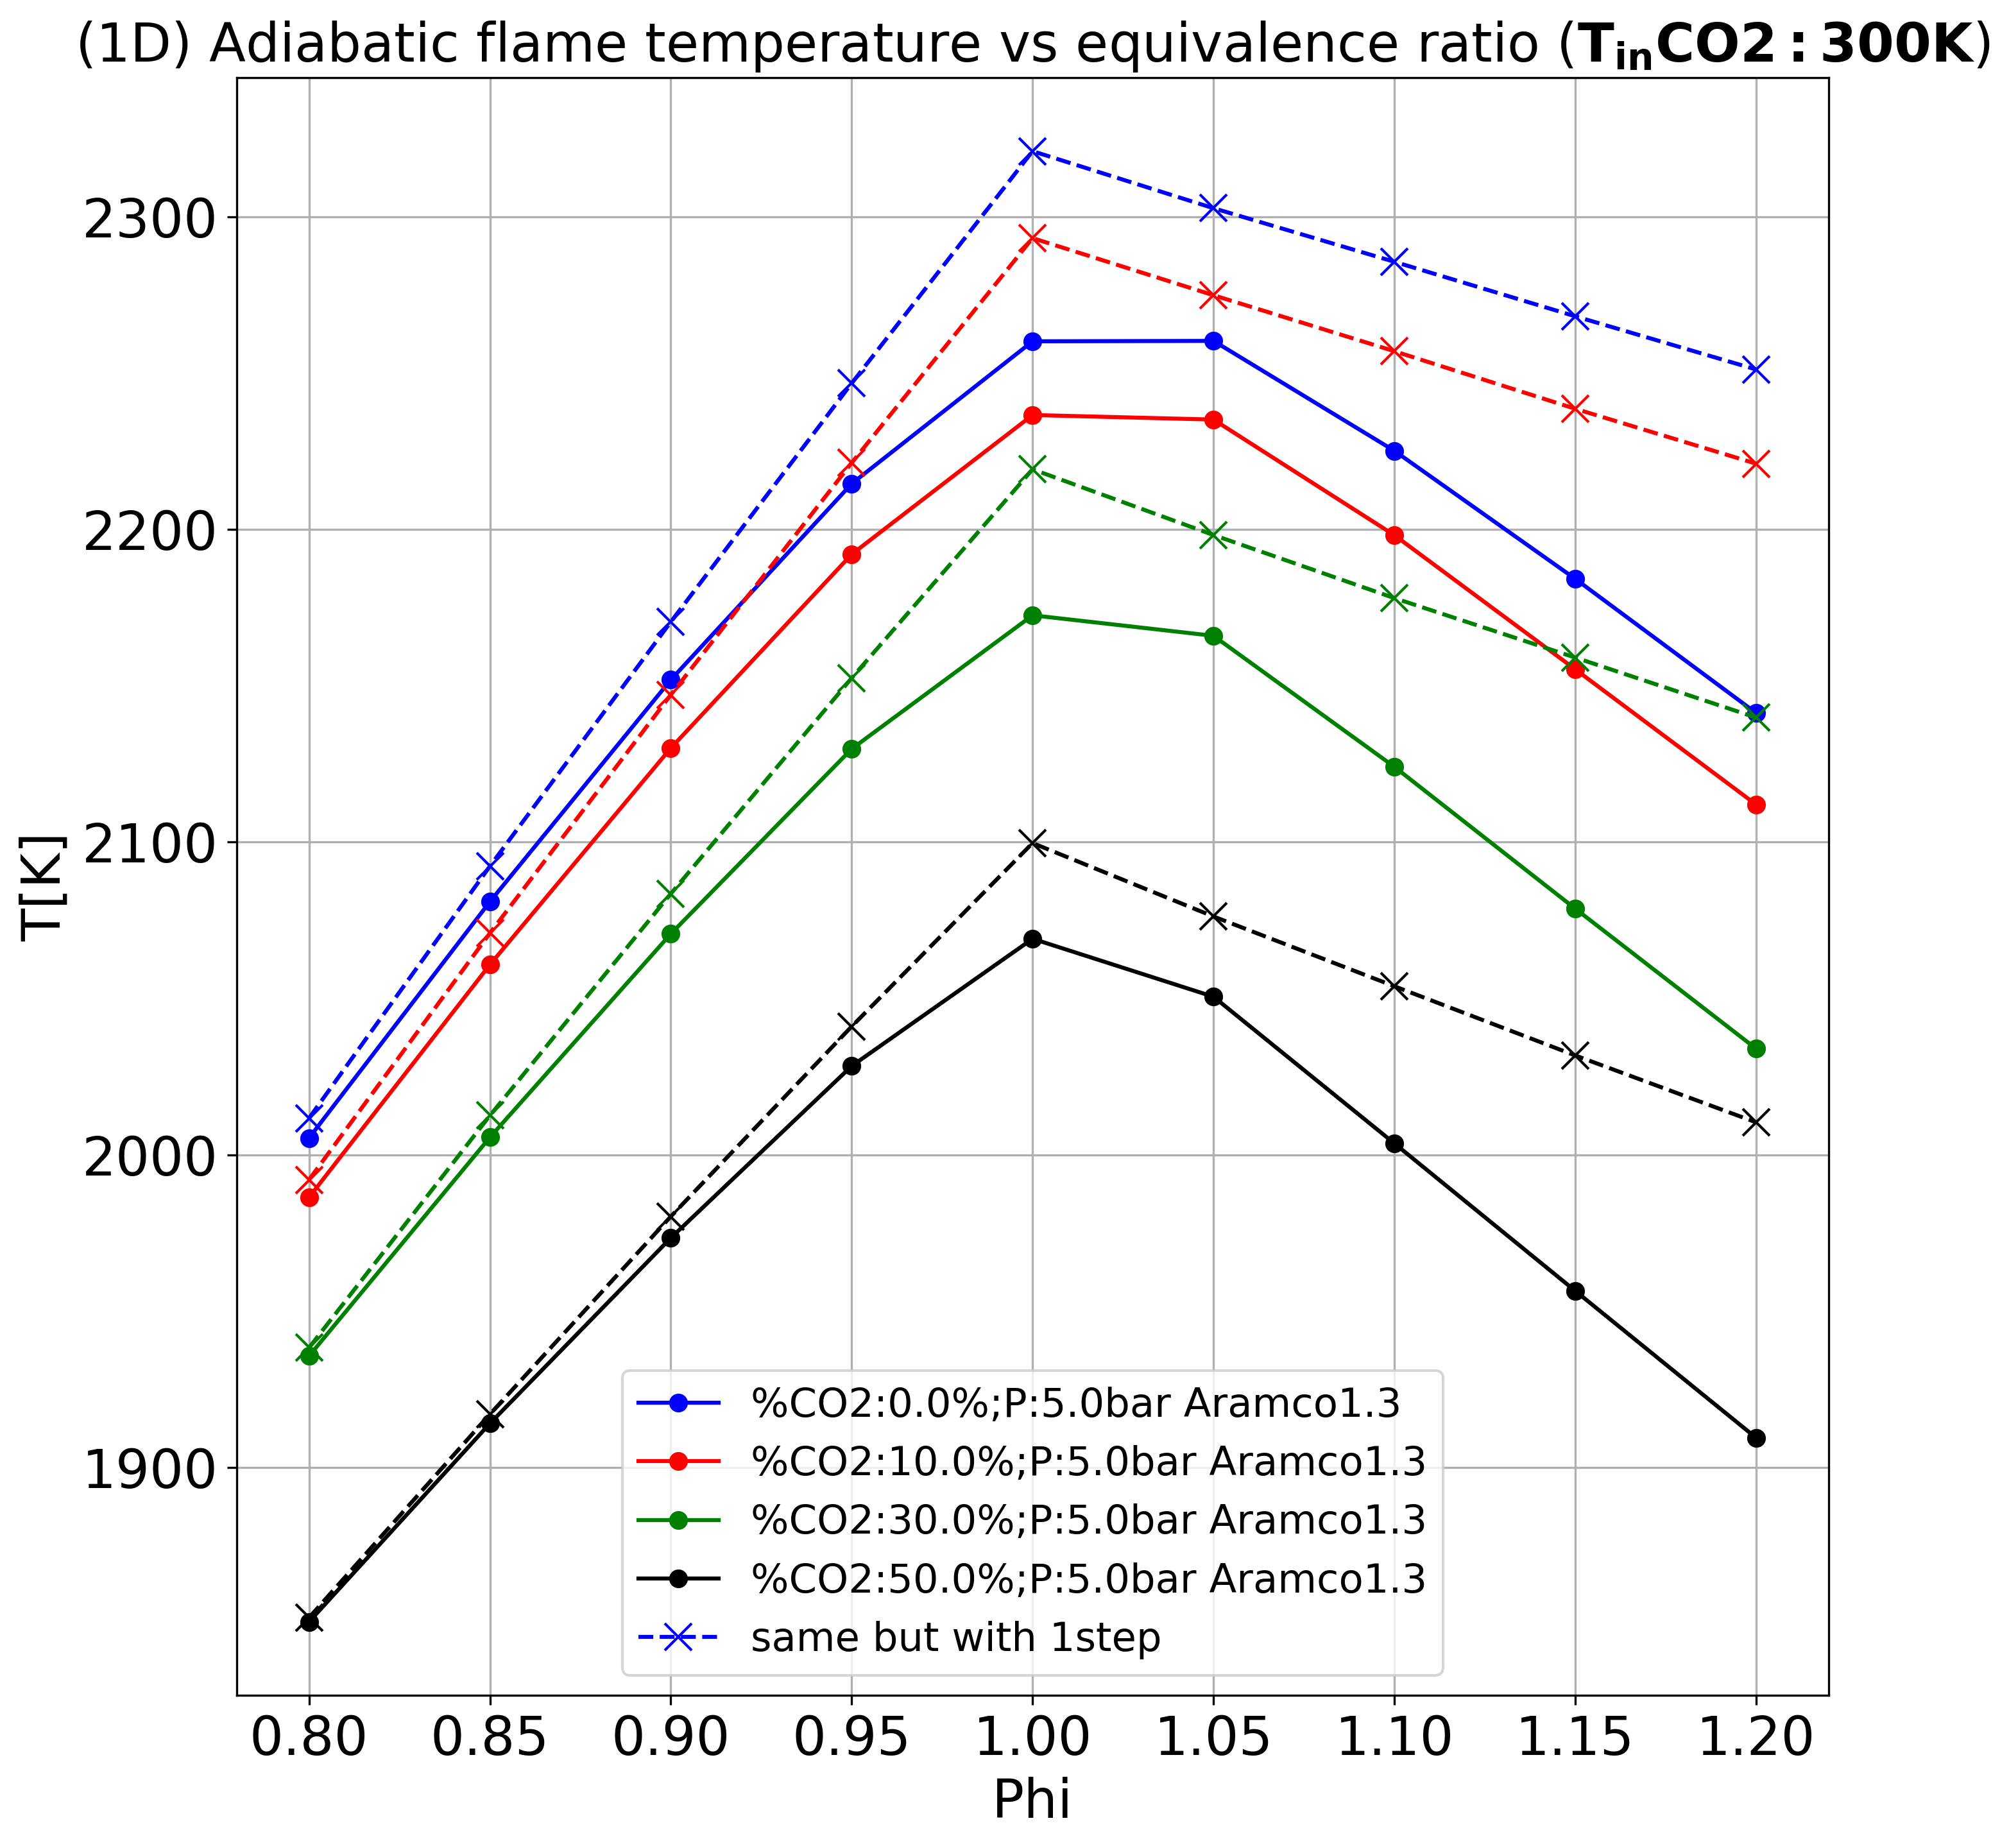 (1D) Adiabatic flame temperature vs equivalence ratio (TinCO2 : 300K)
2300
2200
2100
2000
1900
T[K]
%CO2:0.0%;P:5.0bar Aramco1.3
%CO2:10.0%;P:5.0bar Aramco1.3
%CO2:30.0%;P:5.0bar Aramco1.3
%CO2:50.0%;P:5.0bar Aramco1.3
same but with 1step
0.80 0.85 0.90 0.95 1.00 1.05 1.10 1.15 1.20
Phi